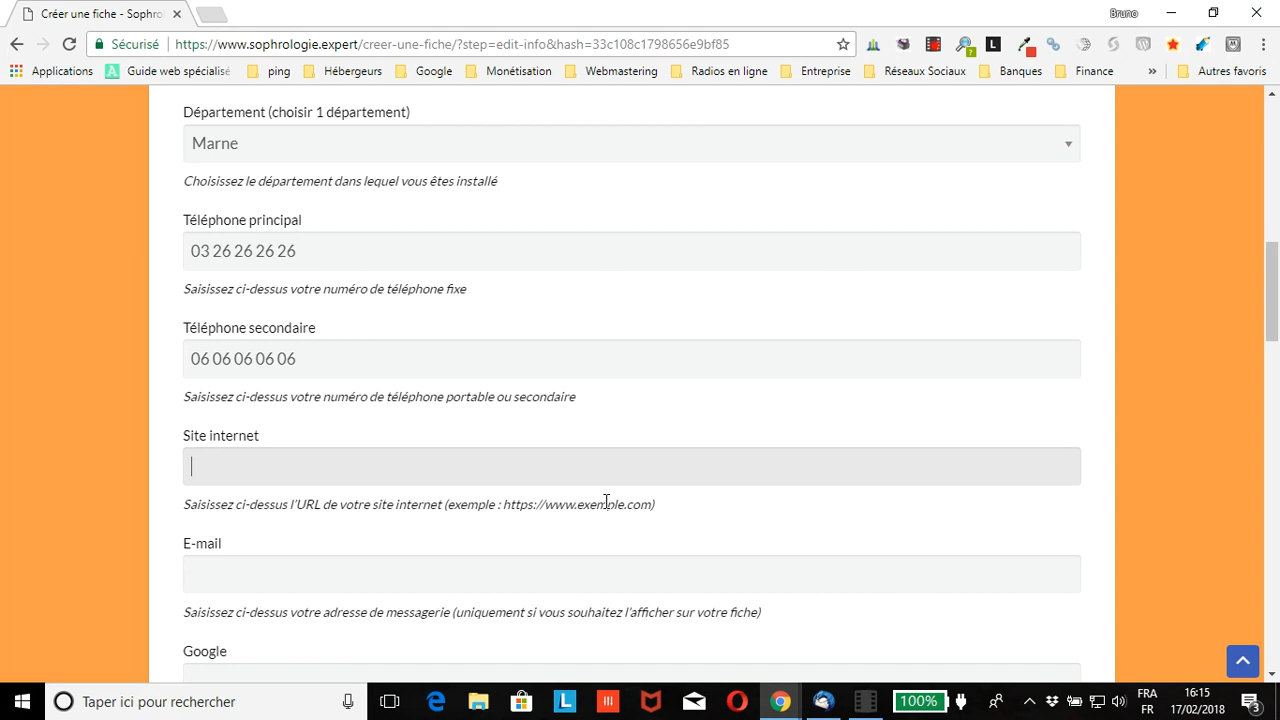 Créer une fiche - Sophrol
Bruno
Sécurisé
https://www.sophrologie.expert/creer-une-fiche/?step=edit-info&hash=33c108c1798656e9bf85
Applications
Guide web spécialisé
ping
Hébergeurs
Google
Monétisation
Webmastering
Radios en ligne
Entreprise
Réseaux Sociaux
Banques
Finance
»
Autres favoris
Département (choisir 1 département)
Marne
Choisissez le département dans lequel vous êtes installé
Téléphone principal
03 26 26 26 26
Saisissez ci-dessus votre numéro de téléphone fixe
Téléphone secondaire
06 06 06 06 06
Saisissez ci-dessus votre numéro de téléphone portable ou secondaire
Site internet
Saisissez ci-dessus l'URL de votre site internet (exemple : https://www.exemple.com)
E-mail
Saisissez ci-dessus votre adresse de messagerie (uniquement si vous souhaitez l'afficher sur votre fiche)
Google
Taper ici pour rechercher
100%
FRA
FR
16:15
17/02/2018
3